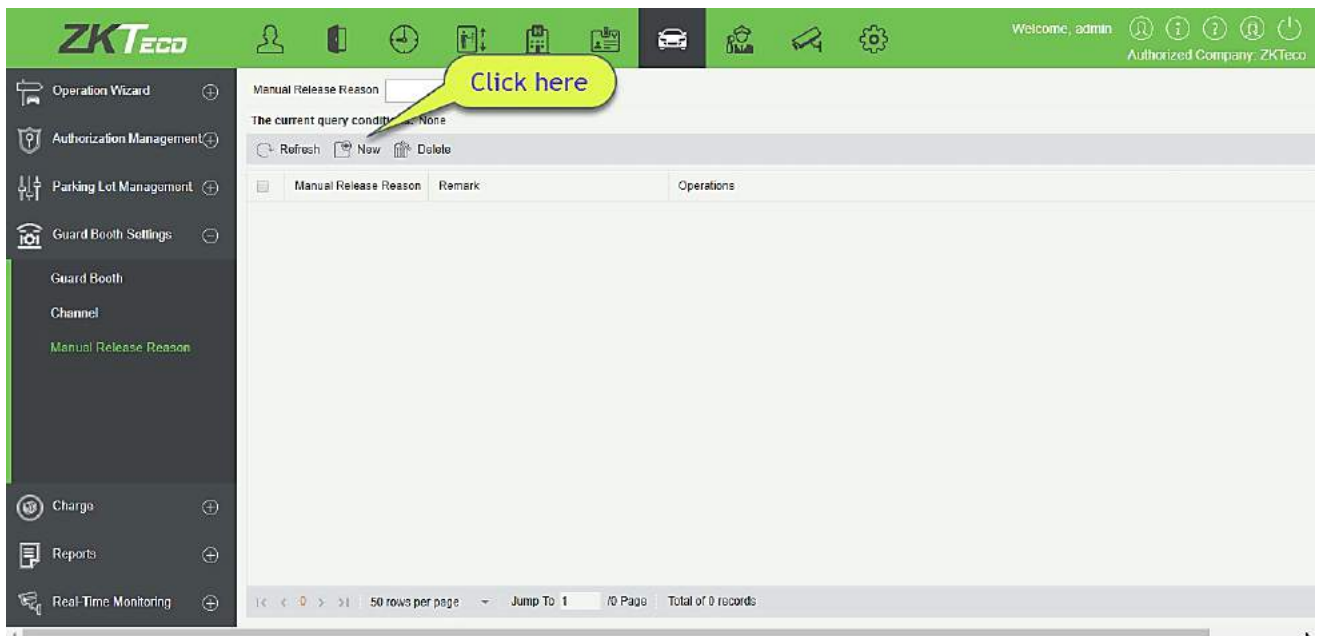 ZKTeco
Welcome, admin
Authorized Company: ZKTeco
Operation Wizard
Authorization Management
Parking Lot Management
Guard Booth Settings
Guard Booth
Channel
Manual Release Reason
Charge
Reports
Real-Time Monitoring
Manual Release Reason
Click here
The current query conditions: None
Refresh New Delete
Manual Release Reason Remark Operations
0 50 rows per page Jump To 1 /0 Page Total of 0 records